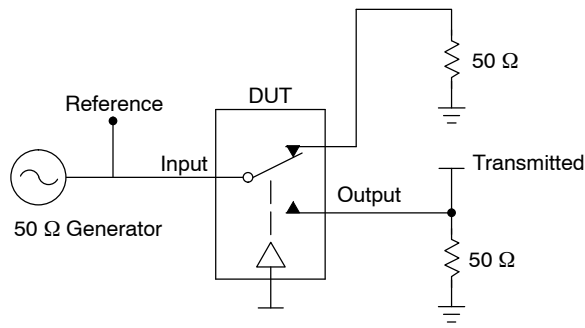 50 Ω
DUT
Reference
Input
Transmitted
Output
50 Ω Generator
50 Ω